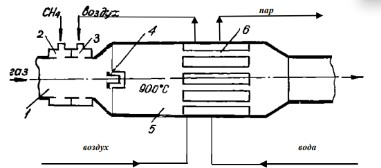 CH₄ воздух пар
2 3 4 6
газ 900°C
1 5
воздух вода